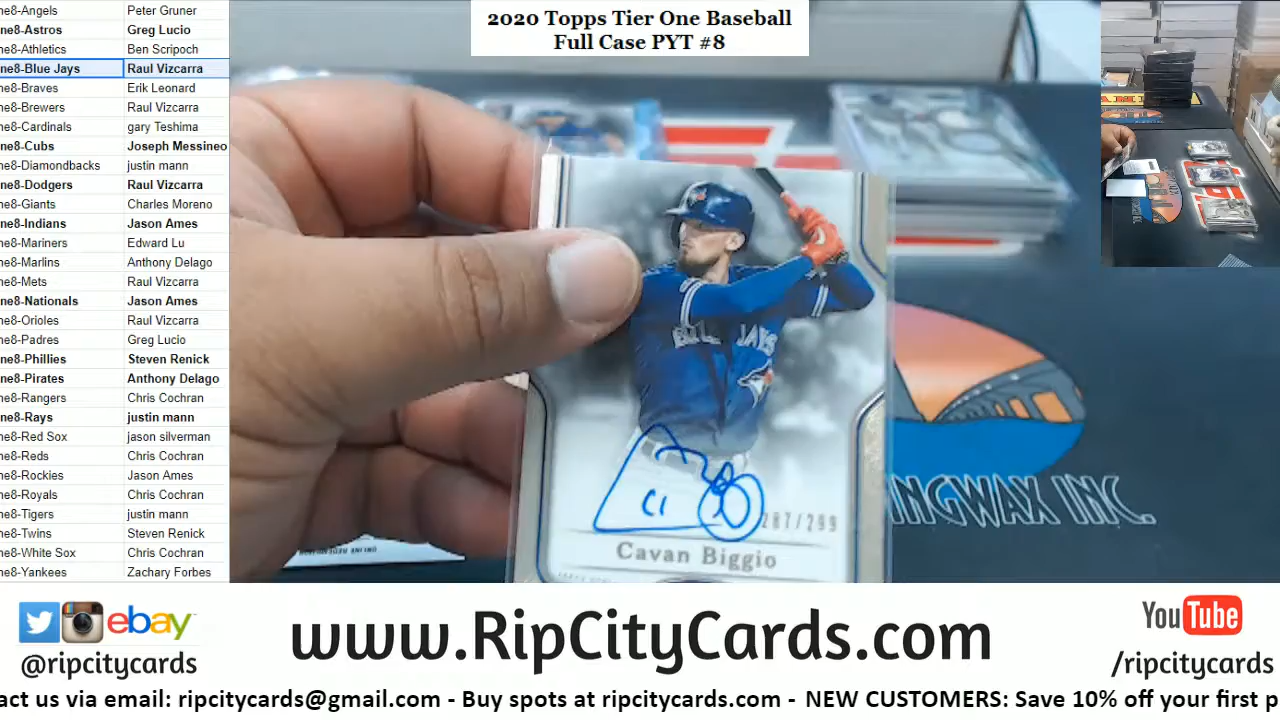 2020 Topps Tier One Baseball
Full Case PYT #8
ne8-Angels Peter Gruner
ne8-Astros Greg Lucio
ne8-Athletics Ben Scripoch
ne8-Blue Jays Raul Vizcarra
ne8-Braves Erik Leonard
ne8-Brewers Raul Vizcarra
ne8-Cardinals gary Teshima
ne8-Cubs Joseph Messineo
ne8-Diamondbacks justin mann
ne8-Dodgers Raul Vizcarra
ne8-Giants Charles Moreno
ne8-Indians Jason Ames
ne8-Mariners Edward Lu
ne8-Marlins Anthony Delago
ne8-Mets Raul Vizcarra
ne8-Nationals Jason Ames
ne8-Orioles Raul Vizcarra
ne8-Padres Greg Lucio
ne8-Phillies Steven Renick
ne8-Pirates Anthony Delago
ne8-Rangers Chris Cochran
ne8-Rays justin mann
ne8-Red Sox jason silverman
ne8-Reds Chris Cochran
ne8-Rockies Jason Ames
ne8-Royals Chris Cochran
ne8-Tigers justin mann
ne8-Twins Steven Renick
ne8-White Sox Chris Cochran
ne8-Yankees Zachary Forbes
BLUE JAYS
287/299
Cavan Biggio
INGWAX INC.
ebay
@ripcitycards
www.RipCityCards.com
YouTube
/ripcitycards
act us via email: ripcitycards@gmail.com - Buy spots at ripcitycards.com - NEW CUSTOMERS: Save 10% off your first p